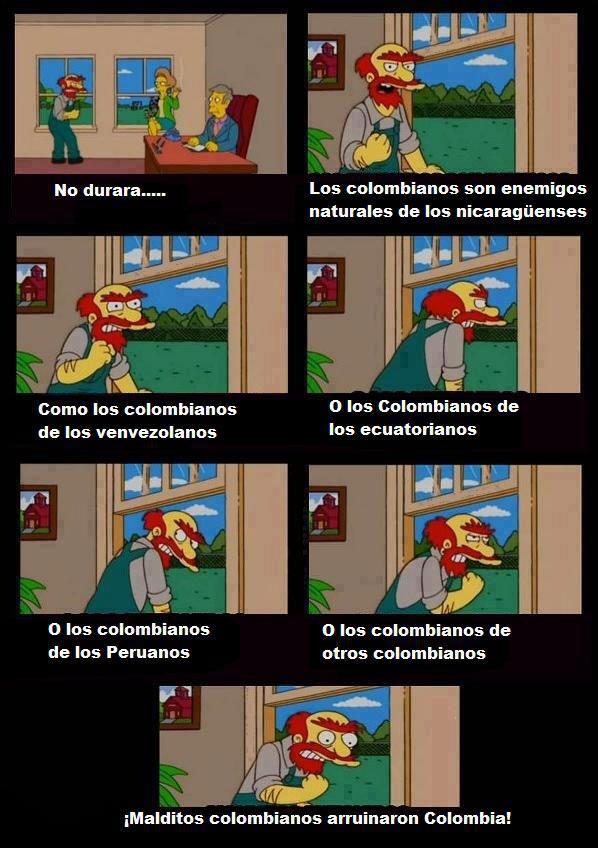 No durara.....
Los colombianos son enemigos
naturales de los nicaragüenses
Como los colombianos
de los venvezolanos
O los Colombianos de
los ecuatorianos
O los colombianos
de los Peruanos
O los colombianos de
otros colombianos
¡Malditos colombianos arruinaron Colombia!